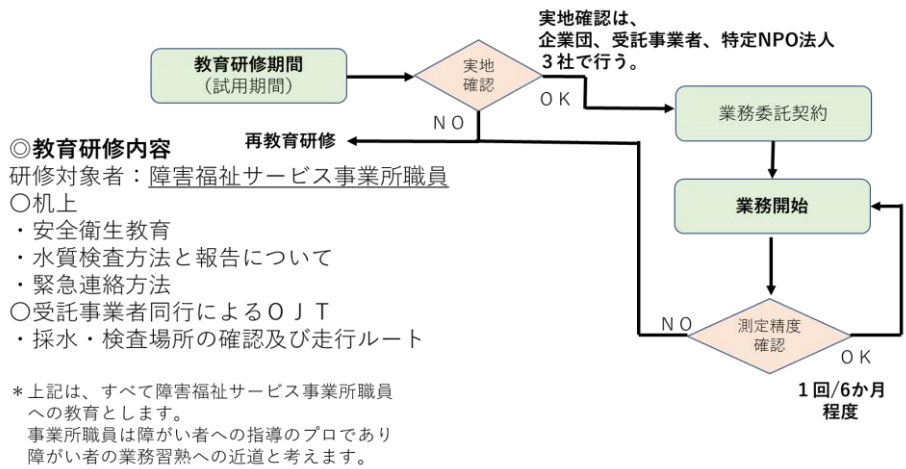 実地確認は、
企業団、受託事業者、特定NPO法人
３社で行う。
教育研修期間
（試用期間）
実地
確認
ＯＫ
ＮＯ
業務委託契約
再教育研修
◎教育研修内容
研修対象者：障害福祉サービス事業所職員
〇机上
・安全衛生教育
・水質検査方法と報告について
・緊急連絡方法
〇受託事業者同行によるＯＪＴ
・採水・検査場所の確認及び走行ルート
業務開始
ＮＯ
測定精度
確認
ＯＫ
１回/6か月
程度
＊上記は、すべて障害福祉サービス事業所職員
への教育とします。
事業所職員は障がい者への指導のプロであり
障がい者の業務習熟への近道と考えます。